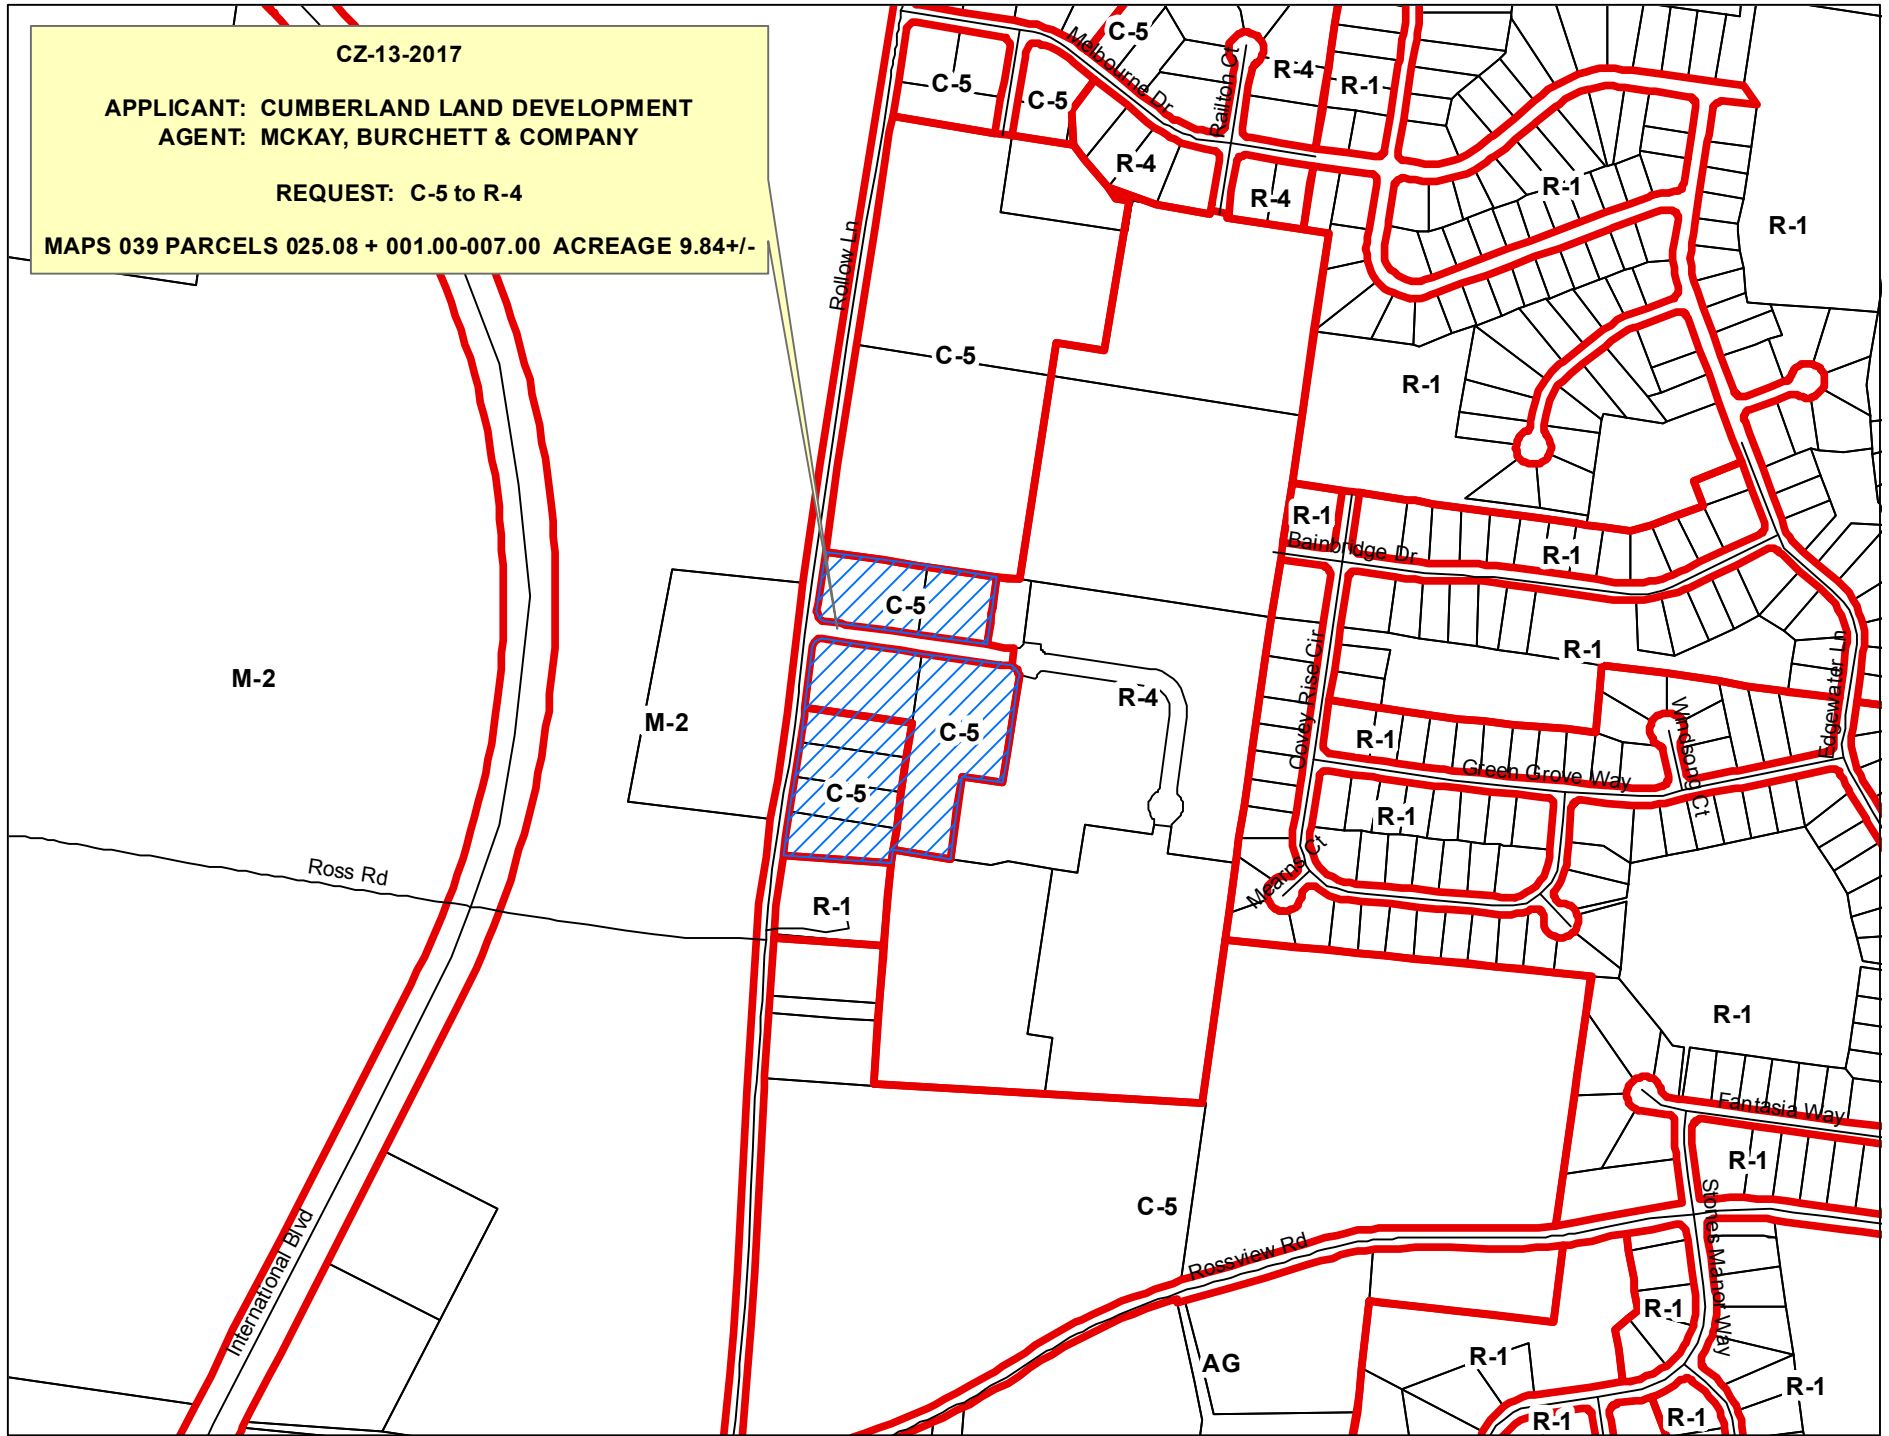 CZ-13-2017
APPLICANT: CUMBERLAND LAND DEVELOPMENT
AGENT: MCKAY, BURCHETT & COMPANY
REQUEST: C-5 to R-4
MAPS 039 PARCELS 025.08 + 001.00-007.00 ACREAGE 9.84+/-
C-5
Melbourne Dr
Railton Ct
R-4
R-1
C-5
C-5
R-4
R-4
R-1
R-1
Rollow Ln
C-5
R-1
R-1
Bainbridge Dr
R-1
C-5
R-1
Covey Rise Cir
Edgewater Ln
M-2
R-4
M-2
C-5
R-1
Windsong Ct
Green Grove Way
C-5
R-1
Ross Rd
Mearns Ct
R-1
R-1
Fantasia Way
R-1
C-5
Stones Manor Way
International Blvd
Rossview Rd
R-1
AG
R-1
R-1
R-1
R-1